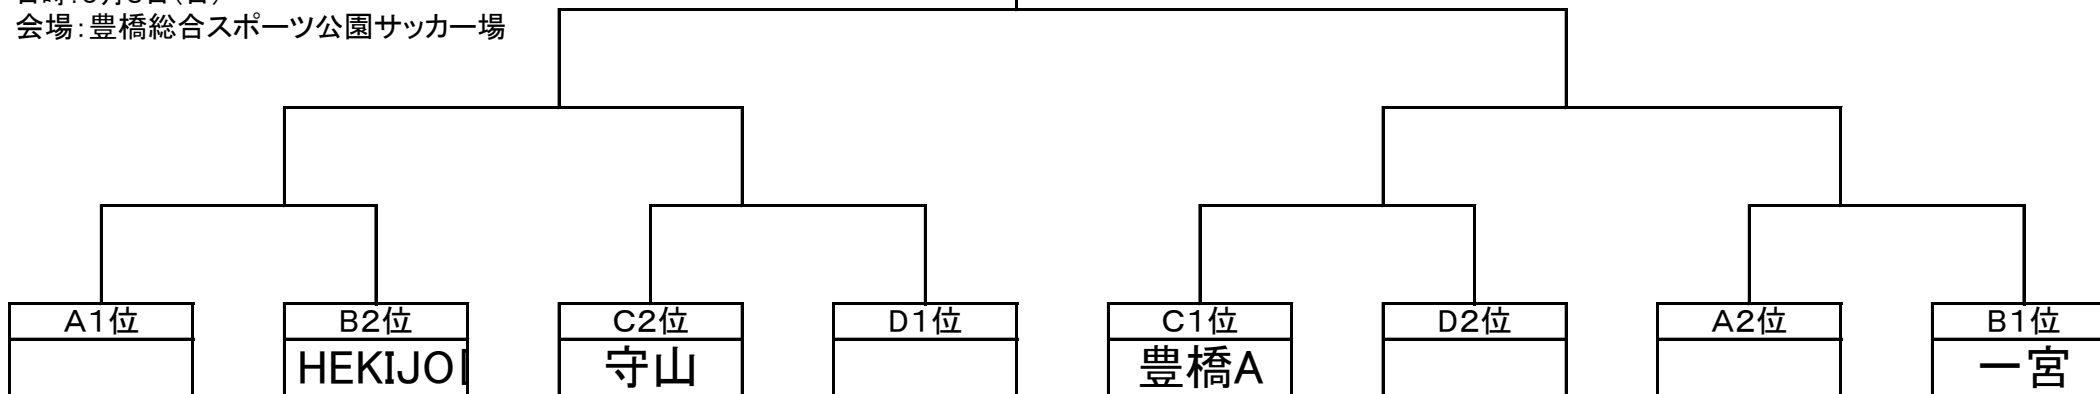 会場：豊橋総合スポーツ公園サッカー場
A1位
B2位
C2位
D1位
C1位
D2位
A2位
B1位
HEKIJO
守山
豊橋A
一宮